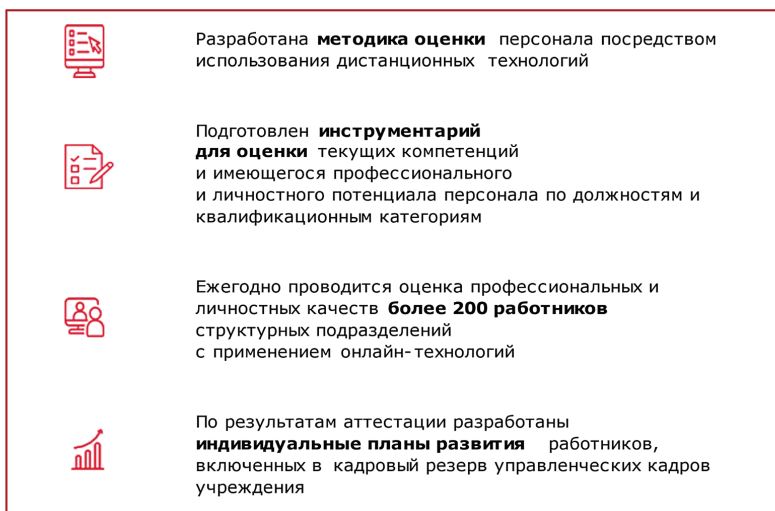 Разработана методика оценки персонала посредством
использования дистанционных технологий
Подготовлен инструментарий
для оценки текущих компетенций
и имеющегося профессионального
и личностного потенциала персонала по должностям и
квалификационным категориям
Ежегодно проводится оценка профессиональных и
личностных качеств более 200 работников
структурных подразделений
с применением онлайн-технологий
По результатам аттестации разработаны
индивидуальные планы развития работников,
включенных в кадровый резерв управленческих кадров
учреждения